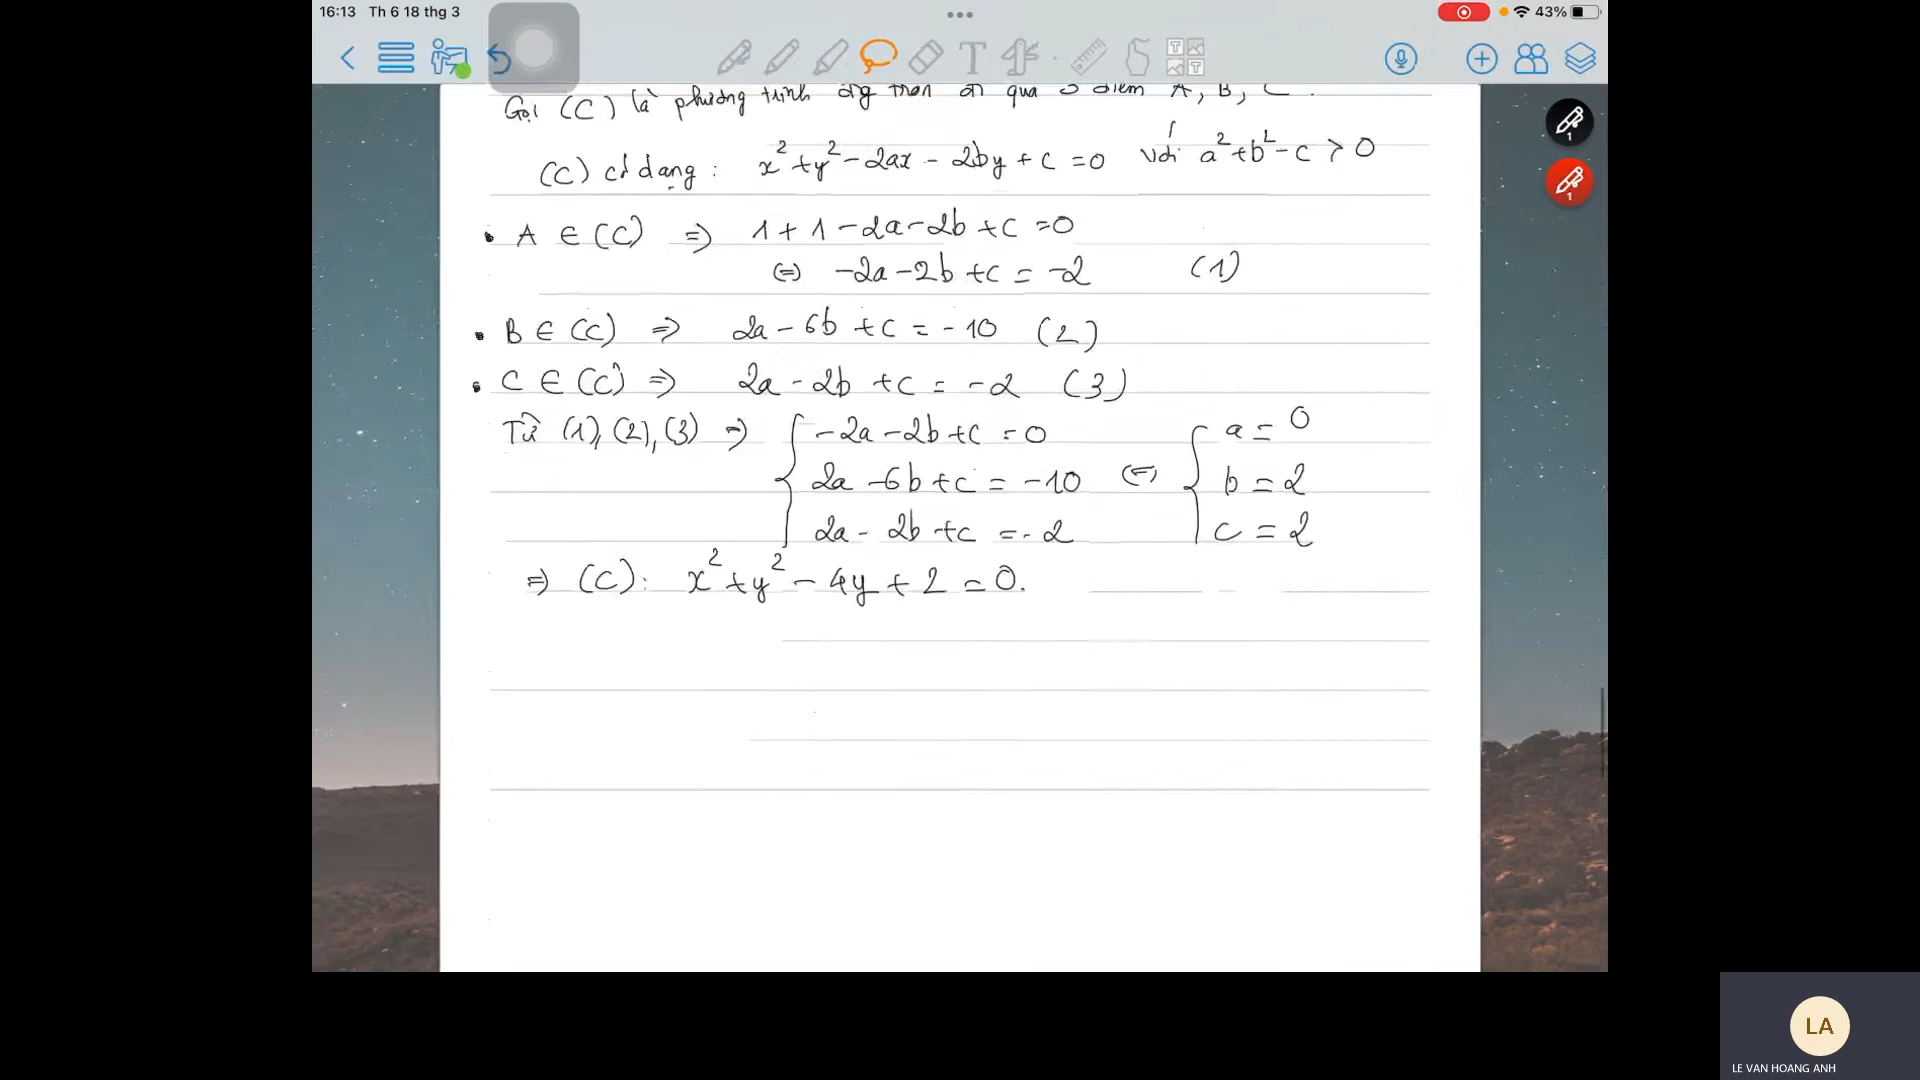 16:13 Th 6 18 thg 3
43%
Gọi (C) là phương trình đg tròn đi qua 3 điểm A, B, C.
(C) có dạng: x²+y²-2ax-2by+c=0 với a²+b²-c>0
• A ∈ (C) => 1+1-2a-2b+c=0
(=) -2a-2b+c=-2 (1)
• B ∈ (C) => 2a-6b+c=-10 (2)
• C ∈ (C) => 2a-2b+c=-2 (3)
Từ (1), (2), (3) => { -2a-2b+c=0 a=0
2a-6b+c=-10 (=) { b=2
2a-2b+c=-2 c=2
=> (C): x²+y²-4y+2=0.
LA
LE VAN HOANG ANH